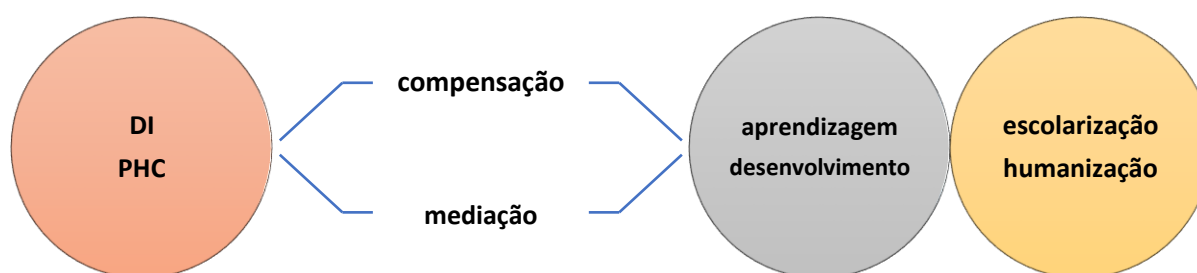 DI
PHC
compensação
mediação
aprendizagem
desenvolvimento
escolarização
humanização